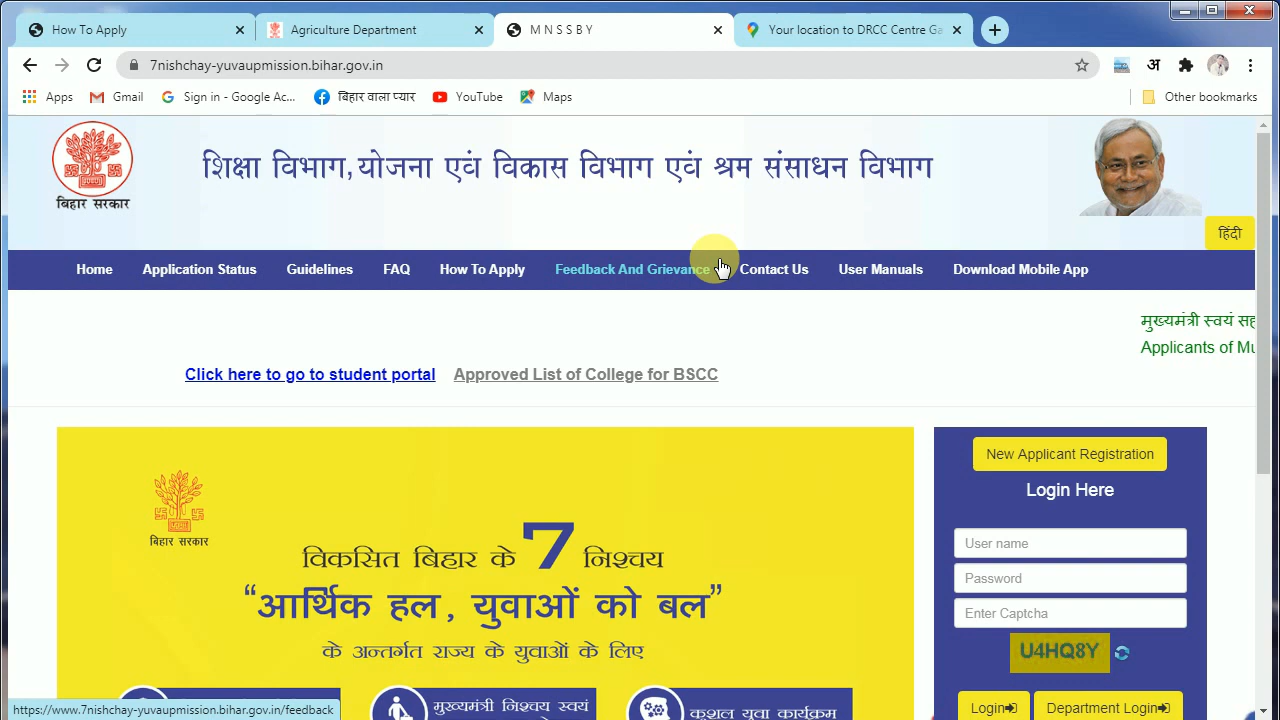 How To Apply
Agriculture Department
M N S S B Y
Your location to DRCC Centre Ga
7nishchay-yuvaupmission.bihar.gov.in
अ
Apps
Gmail
Sign in - Google Ac...
बिहार वाला प्यार
YouTube
Maps
Other bookmarks
शिक्षा विभाग,योजना एवं विकास विभाग एवं श्रम संसाधन विभाग
बिहार सरकार
हिंदी
Home
Application Status
Guidelines
FAQ
How To Apply
Feedback And Grievance
Contact Us
User Manuals
Download Mobile App
मुख्यमंत्री स्वयं सह
Applicants of Mu
Click here to go to student portal
Approved List of College for BSCC
बिहार सरकार
विकसित बिहार के 7 निश्चय
“आर्थिक हल, युवाओं को बल”
के अन्तर्गत राज्य के युवाओं के लिए
मुख्यमंत्री निश्चय स्वयं
कुशल युवा कार्यक्रम
New Applicant Registration
Login Here
User name
Password
Enter Captcha
U4HQ8Y
Login
Department Login
https://www.7nishchay-yuvaupmission.bihar.gov.in/feedback